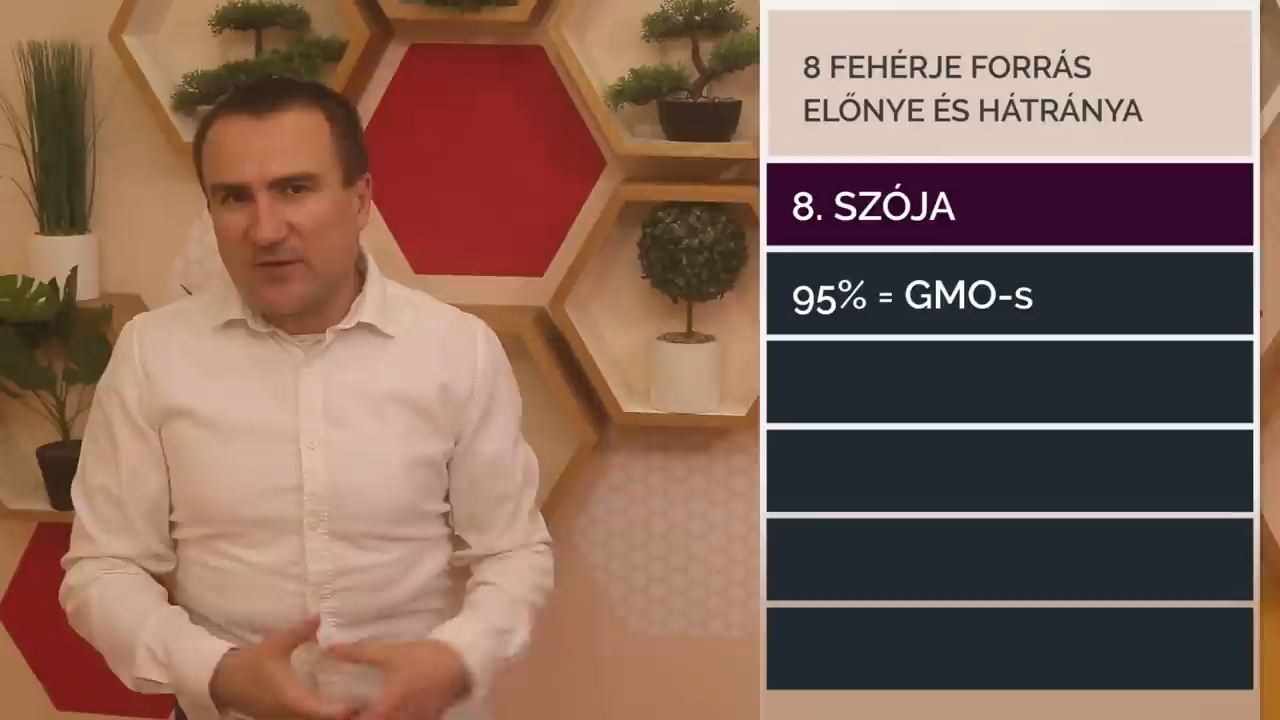 8 FEHÉRJE FORRÁS
ELŐNYE ÉS HÁTRÁNYA
8. SZÓJA
95% = GMO-s